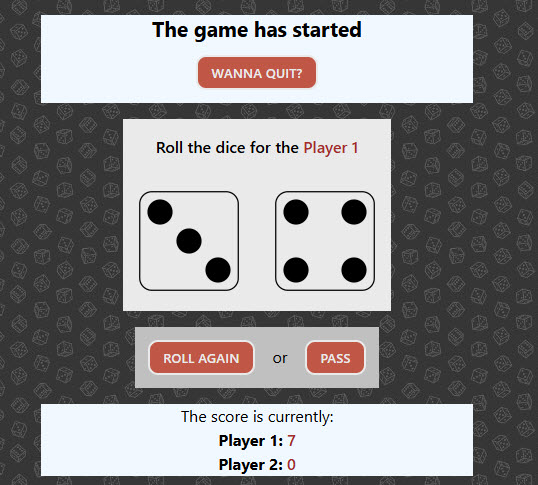 The game has started
WANNA QUIT?
Roll the dice for the Player 1
ROLL AGAIN or PASS
The score is currently:
Player 1: 7
Player 2: 0